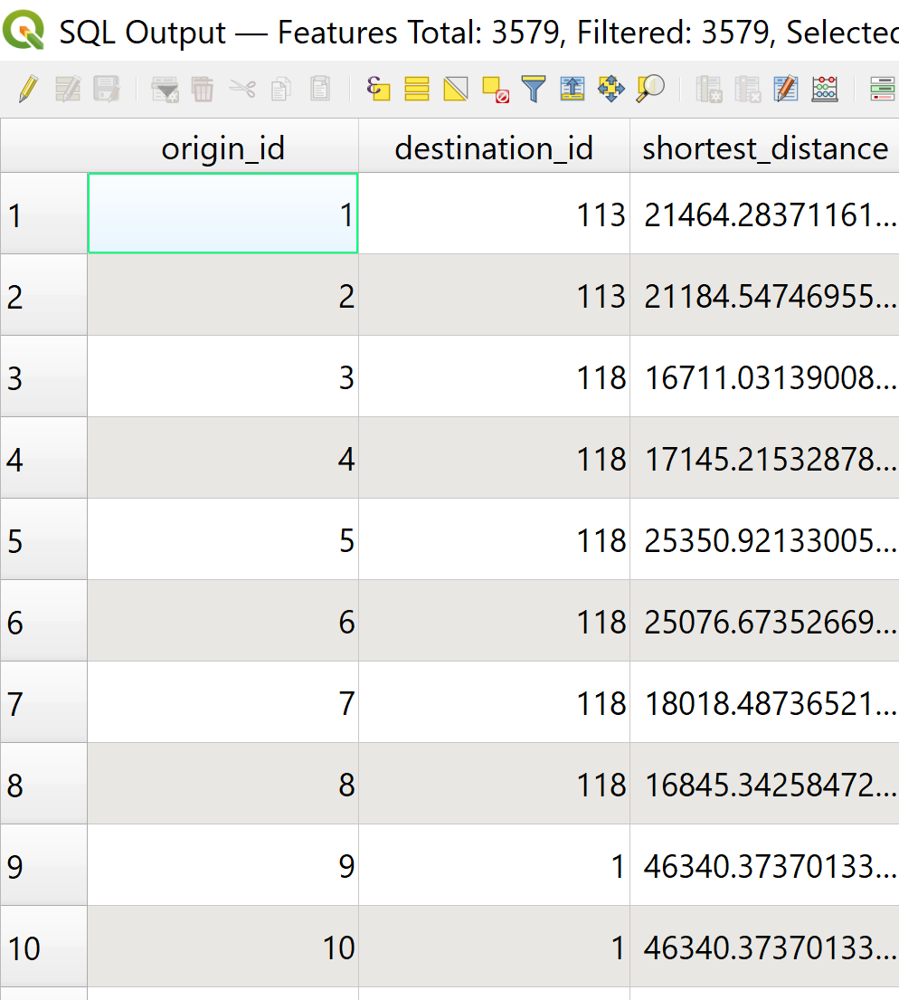 SQL Output — Features Total: 3579, Filtered: 3579, Selected
origin_id destination_id shortest_distance
1 1 113 21464.28371161...
2 2 113 21184.54746955...
3 3 118 16711.03139008...
4 4 118 17145.21532878...
5 5 118 25350.92133005...
6 6 118 25076.67352669...
7 7 118 18018.48736521...
8 8 118 16845.34258472...
9 9 1 46340.37370133...
10 10 1 46340.37370133...